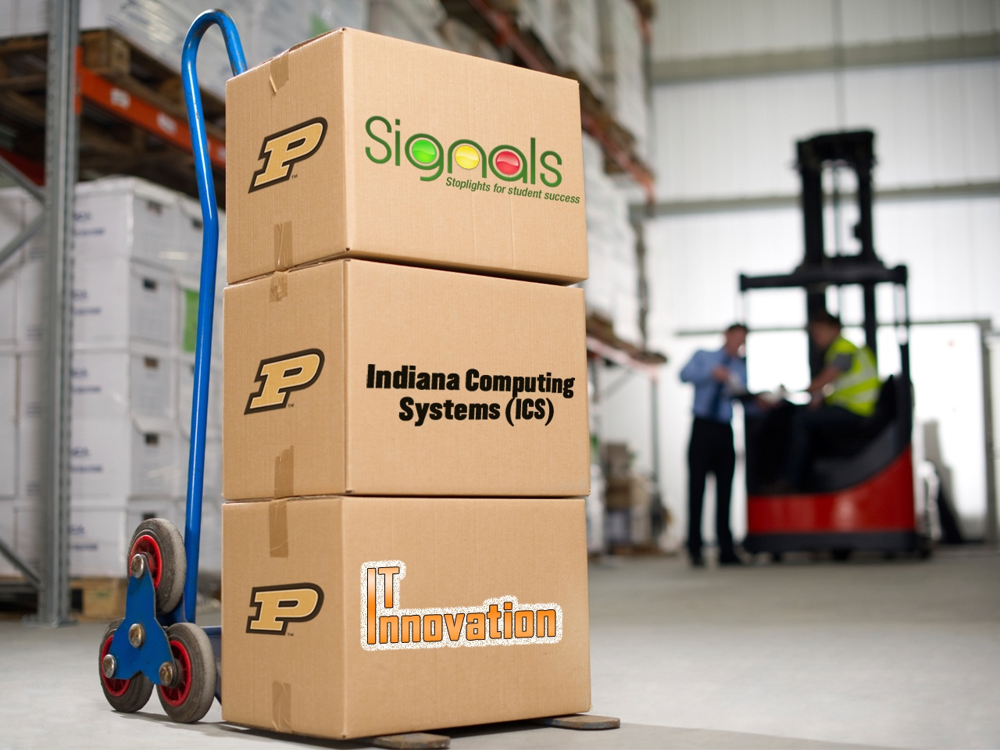 P
Signals
Stoplights for student success
P
Indiana Computing
Systems (ICS)
P
IT
Innovation